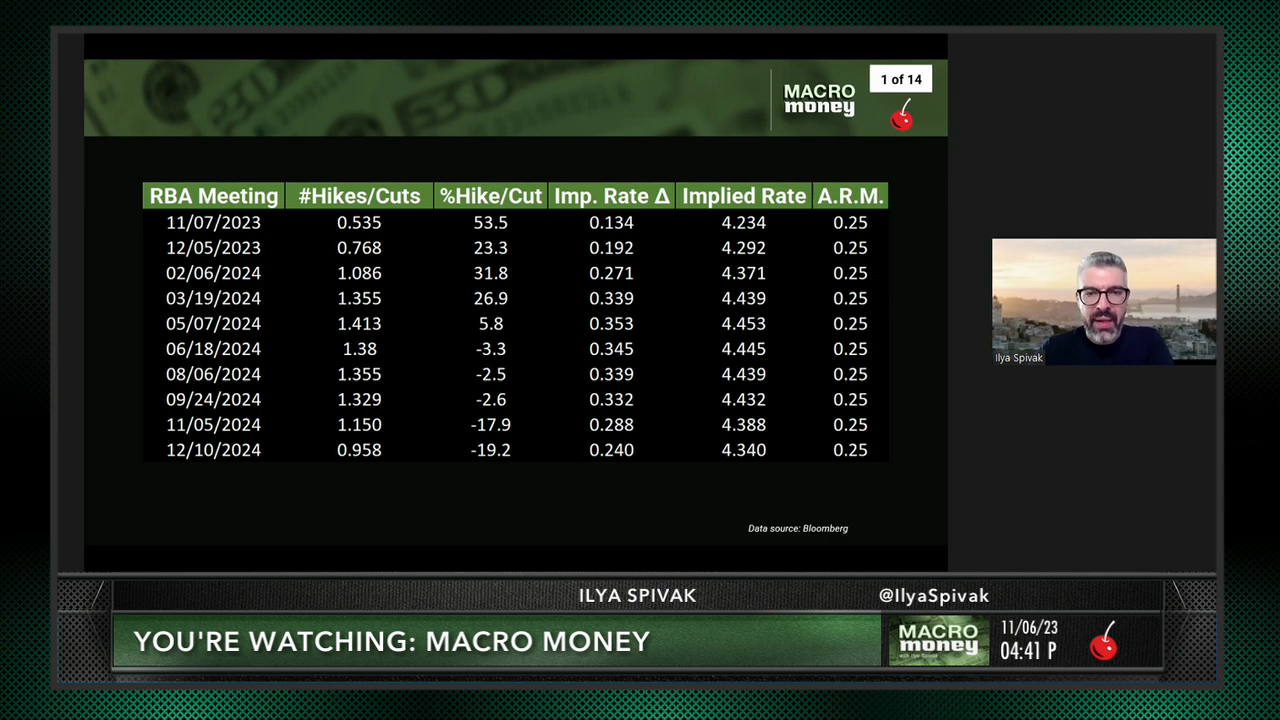 MACRO
money
1 of 14
RBA Meeting #Hikes/Cuts %Hike/Cut Imp. Rate Δ Implied Rate A.R.M.
11/07/2023 0.535 53.5 0.134 4.234 0.25
12/05/2023 0.768 23.3 0.192 4.292 0.25
02/06/2024 1.086 31.8 0.271 4.371 0.25
03/19/2024 1.355 26.9 0.339 4.439 0.25
05/07/2024 1.413 5.8 0.353 4.453 0.25
06/18/2024 1.38 -3.3 0.345 4.445 0.25
08/06/2024 1.355 -2.5 0.339 4.439 0.25
09/24/2024 1.329 -2.6 0.332 4.432 0.25
11/05/2024 1.150 -17.9 0.288 4.388 0.25
12/10/2024 0.958 -19.2 0.240 4.340 0.25
Data source: Bloomberg
Ilya Spivak
ILYA SPIVAK @IlyaSpivak
YOU'RE WATCHING: MACRO MONEY
MACRO
money
with Ilya Spivak
11/06/23
04:41 P